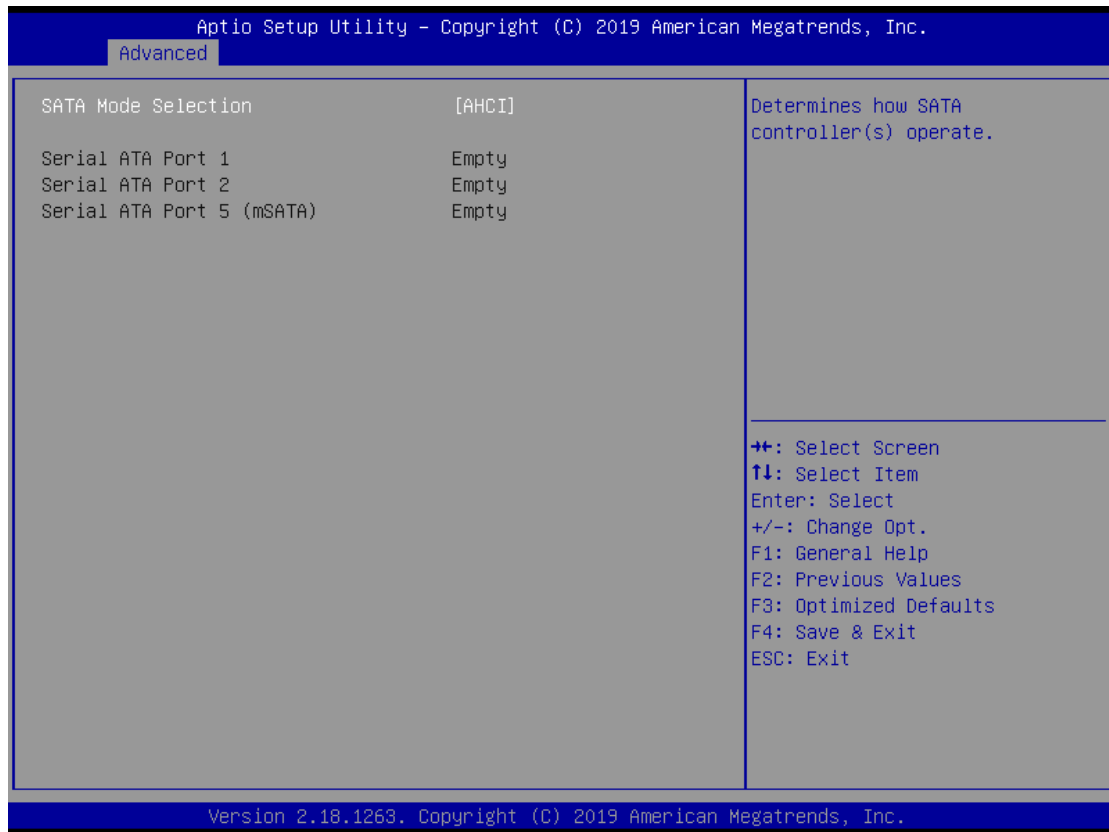 Aptio Setup Utility – Copyright (C) 2019 American Megatrends, Inc.
Advanced
SATA Mode Selection [AHCI]
Serial ATA Port 1 Empty
Serial ATA Port 2 Empty
Serial ATA Port 5 (mSATA) Empty
Determines how SATA
controller(s) operate.
→←: Select Screen
↑↓: Select Item
Enter: Select
+/-: Change Opt.
F1: General Help
F2: Previous Values
F3: Optimized Defaults
F4: Save & Exit
ESC: Exit
Version 2.18.1263. Copyright (C) 2019 American Megatrends, Inc.